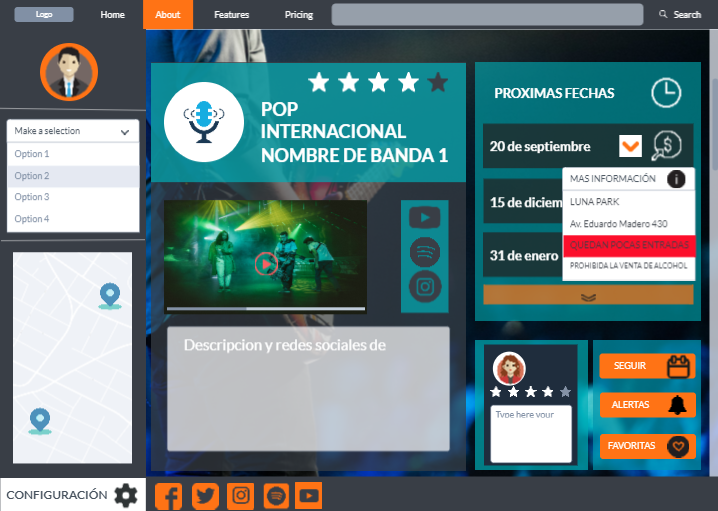 Logo
Home
About
Features
Pricing
Search
Make a selection
Option 1
Option 2
Option 3
Option 4
CONFIGURACIÓN
POP
INTERNACIONAL
NOMBRE DE BANDA 1
Descripcion y redes sociales de
PROXIMAS FECHAS
20 de septiembre
MAS INFORMACIÓN
LUNA PARK
Av. Eduardo Madero 430
QUEDAN POCAS ENTRADAS
PROHIBIDA LA VENTA DE ALCOHOL
15 de diciem
31 de enero
Type here your
SEGUIR
ALERTAS
FAVORITAS